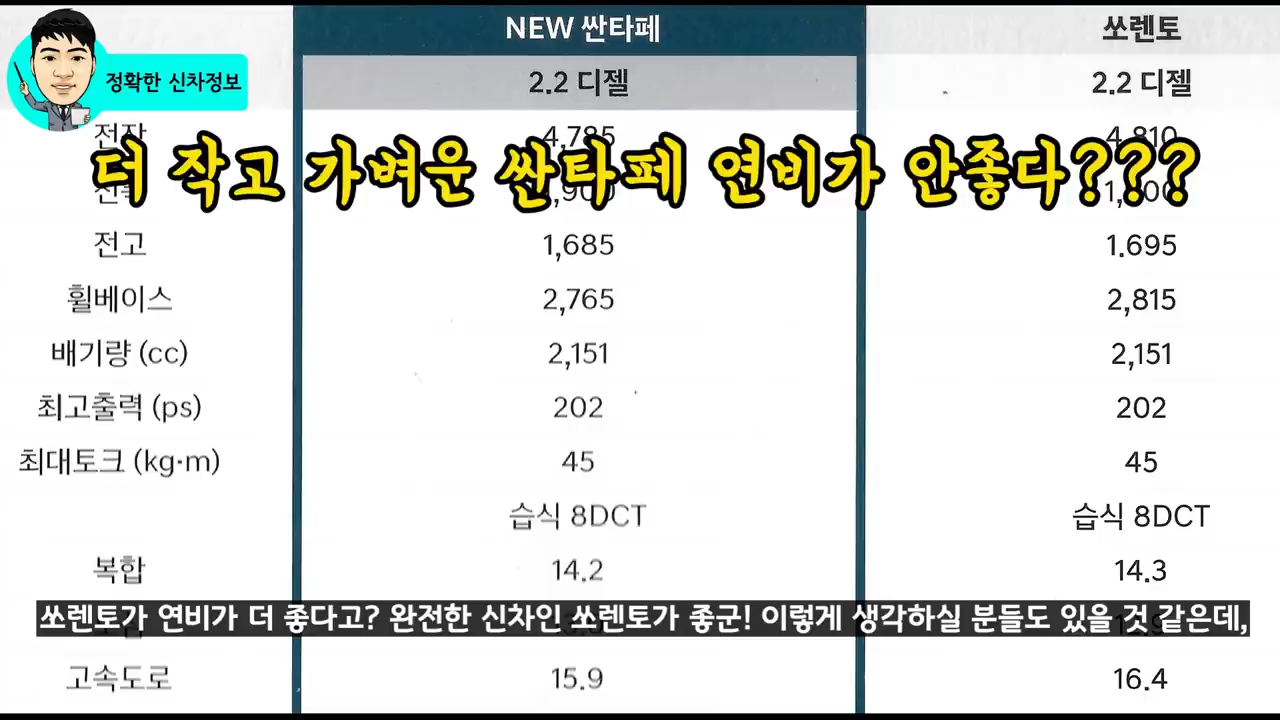 NEW 싼타페 쏘렌토
정확한 신차정보
2.2 디젤 2.2 디젤
전장 4,785 4,810
더 작고 가벼운 싼타페 연비가 안좋다???
전고 1,685 1.695
휠베이스 2,765 2,815
배기량 (cc) 2,151 2,151
최고출력 (ps) 202 202
최대토크 (kg·m) 45 45
습식 8DCT 습식 8DCT
복합 14.2 14.3
쏘렌토가 연비가 더 좋다고? 완전한 신차인 쏘렌토가 좋군! 이렇게 생각하실 분들도 있을 것 같은데,
고속도로 15.9 16.4